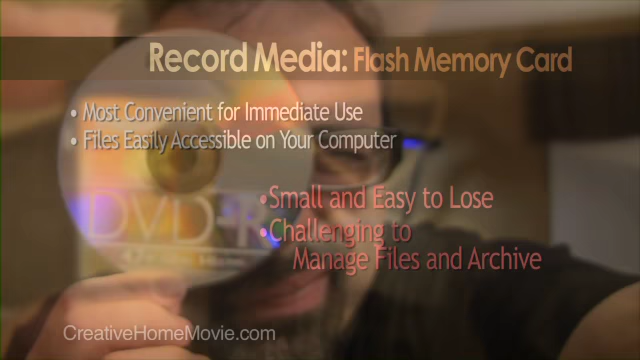 Record Media: Flash Memory Card
• Most Convenient for Immediate Use
• Files Easily Accessible on Your Computer
•Small and Easy to Lose
•Challenging to
Manage Files and Archive
DVD-R
CreativeHomeMovie.com